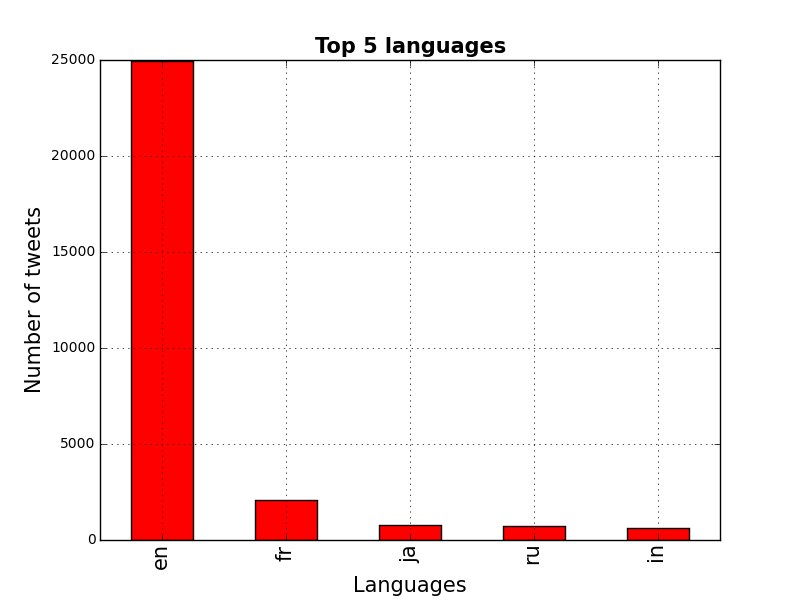 Top 5 languages
25000
20000
15000
10000
5000
0
Number of tweets
en
fr
ja
ru
in
Languages